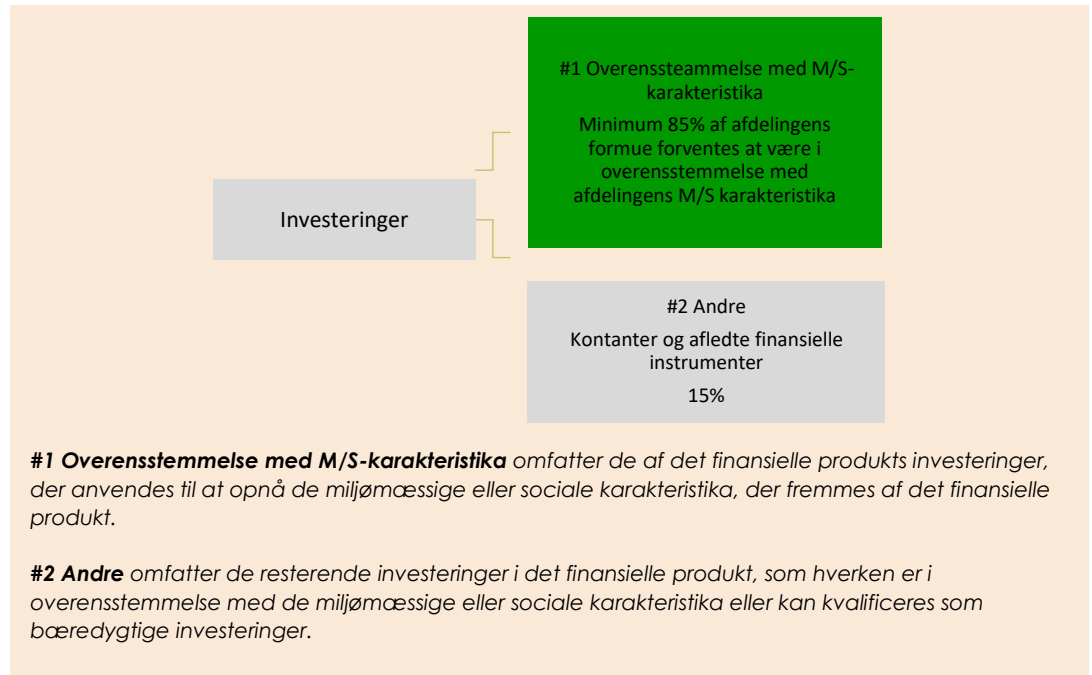 #1 Overenssteammelse med M/S-
karakteristika
Minimum 85% af afdelingens
formue forventes at være i
overensstemmelse med
afdelingens M/S karakteristika
Investeringer
#2 Andre
Kontanter og afledte finansielle
instrumenter
15%
#1 Overensstemmelse med M/S-karakteristika omfatter de af det finansielle produkts investeringer,
der anvendes til at opnå de miljømæssige eller sociale karakteristika, der fremmes af det finansielle
produkt.
#2 Andre omfatter de resterende investeringer i det finansielle produkt, som hverken er i
overensstemmelse med de miljømæssige eller sociale karakteristika eller kan kvalificeres som
bæredygtige investeringer.